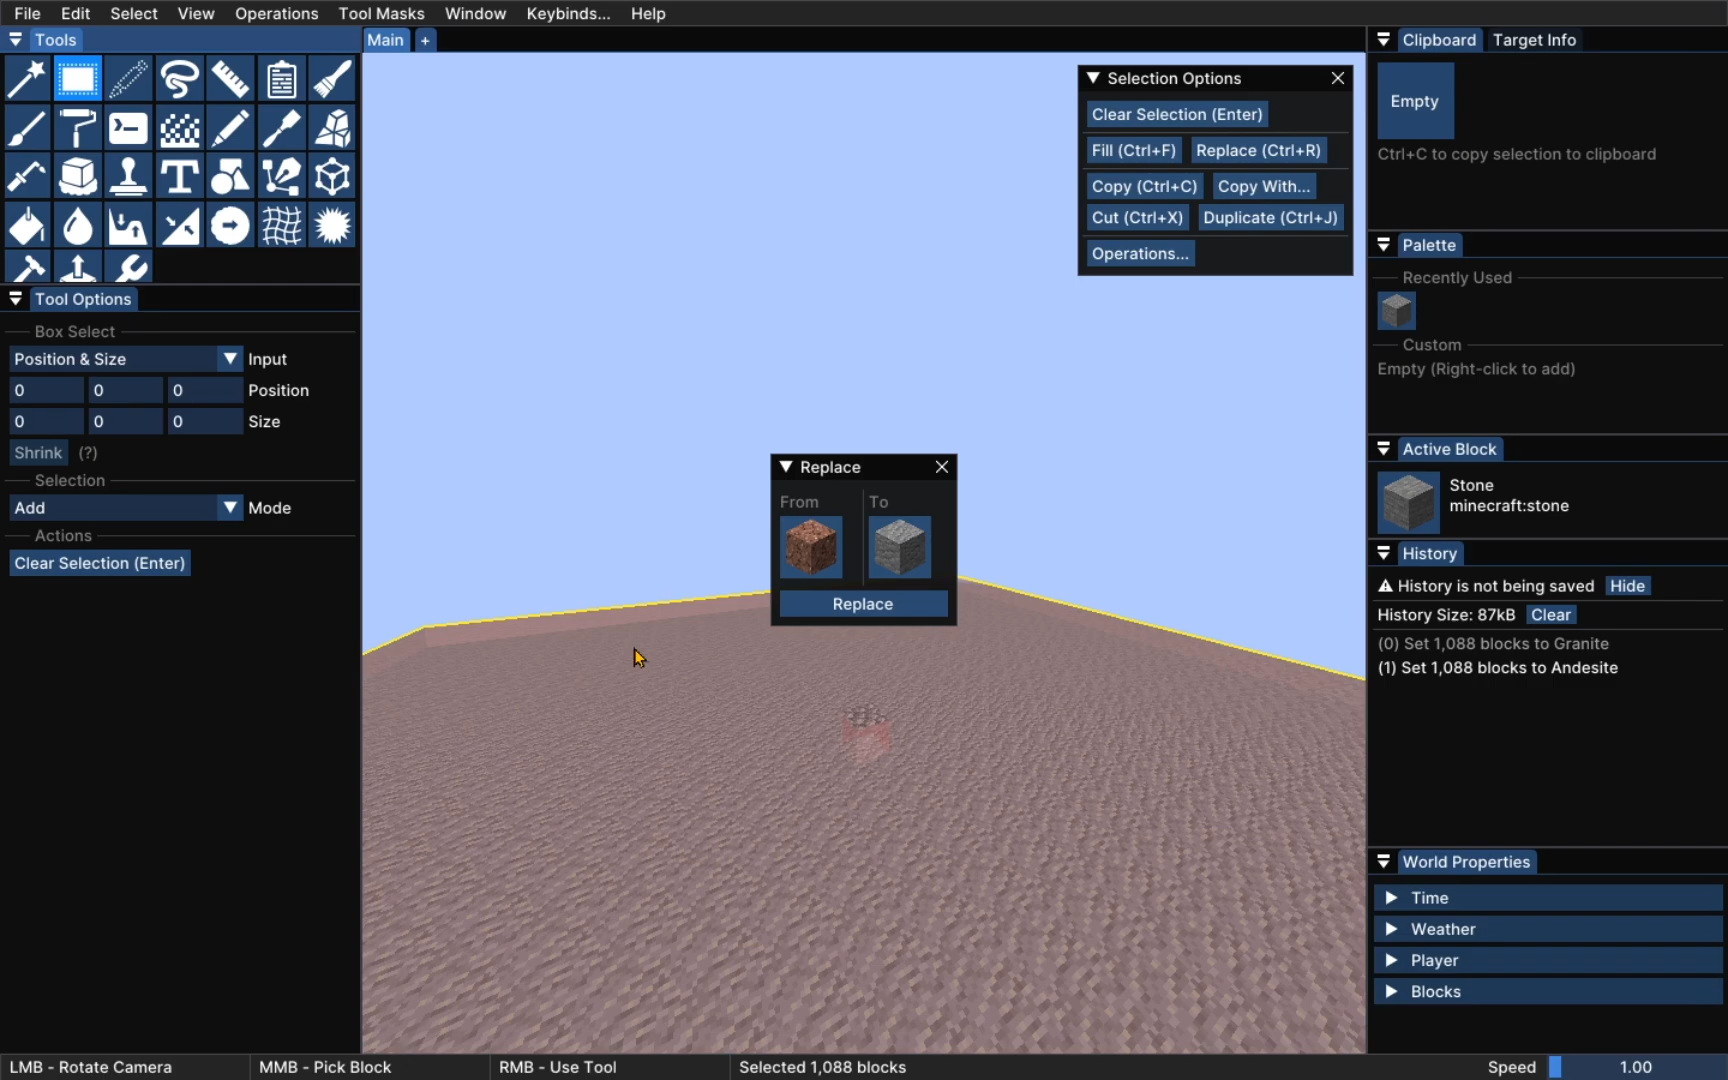 File Edit Select View Operations Tool Masks Window Keybinds... Help
Tools
Main +
Clipboard Target Info
Empty
Ctrl+C to copy selection to clipboard
Selection Options
Clear Selection (Enter)
Fill (Ctrl+F) Replace (Ctrl+R)
Copy (Ctrl+C) Copy With...
Cut (Ctrl+X) Duplicate (Ctrl+J)
Operations...
Palette
Recently Used
Custom
Empty (Right-click to add)
Tool Options
Box Select
Position & Size Input
0 0 0 Position
0 0 0 Size
Shrink (?)
Selection
Add Mode
Actions
Clear Selection (Enter)
Replace
From To
Replace
Active Block
Stone
minecraft:stone
History
History is not being saved Hide
History Size: 87kB Clear
(0) Set 1,088 blocks to Granite
(1) Set 1,088 blocks to Andesite
World Properties
Time
Weather
Player
Blocks
LMB - Rotate Camera MMB - Pick Block RMB - Use Tool Selected 1,088 blocks Speed 1.00